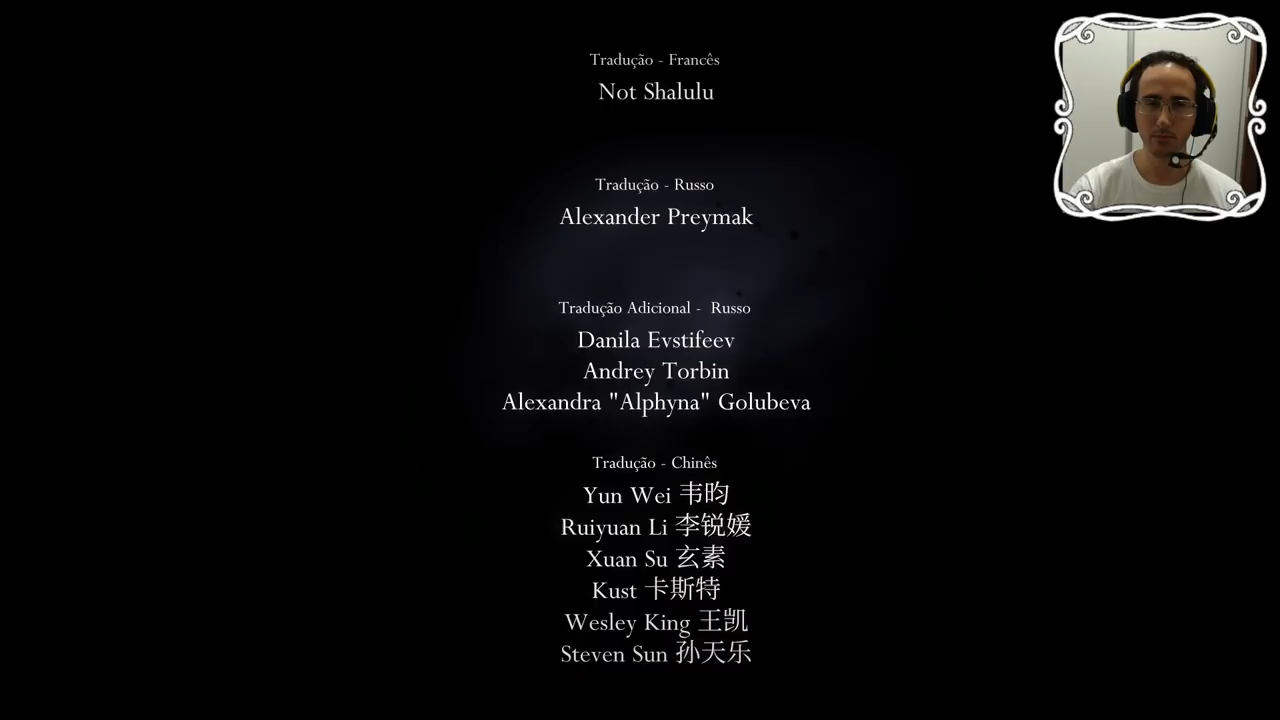 Tradução - Francês
Not Shalulu
Tradução - Russo
Alexander Preymak
Tradução Adicional -  Russo
Danila Evstifeev
Andrey Torbin
Alexandra "Alphyna" Golubeva
Tradução - Chinês
Yun Wei 韦昀
Ruiyuan Li 李锐媛
Xuan Su 玄素
Kust 卡斯特
Wesley King 王凯
Steven Sun 孙天乐